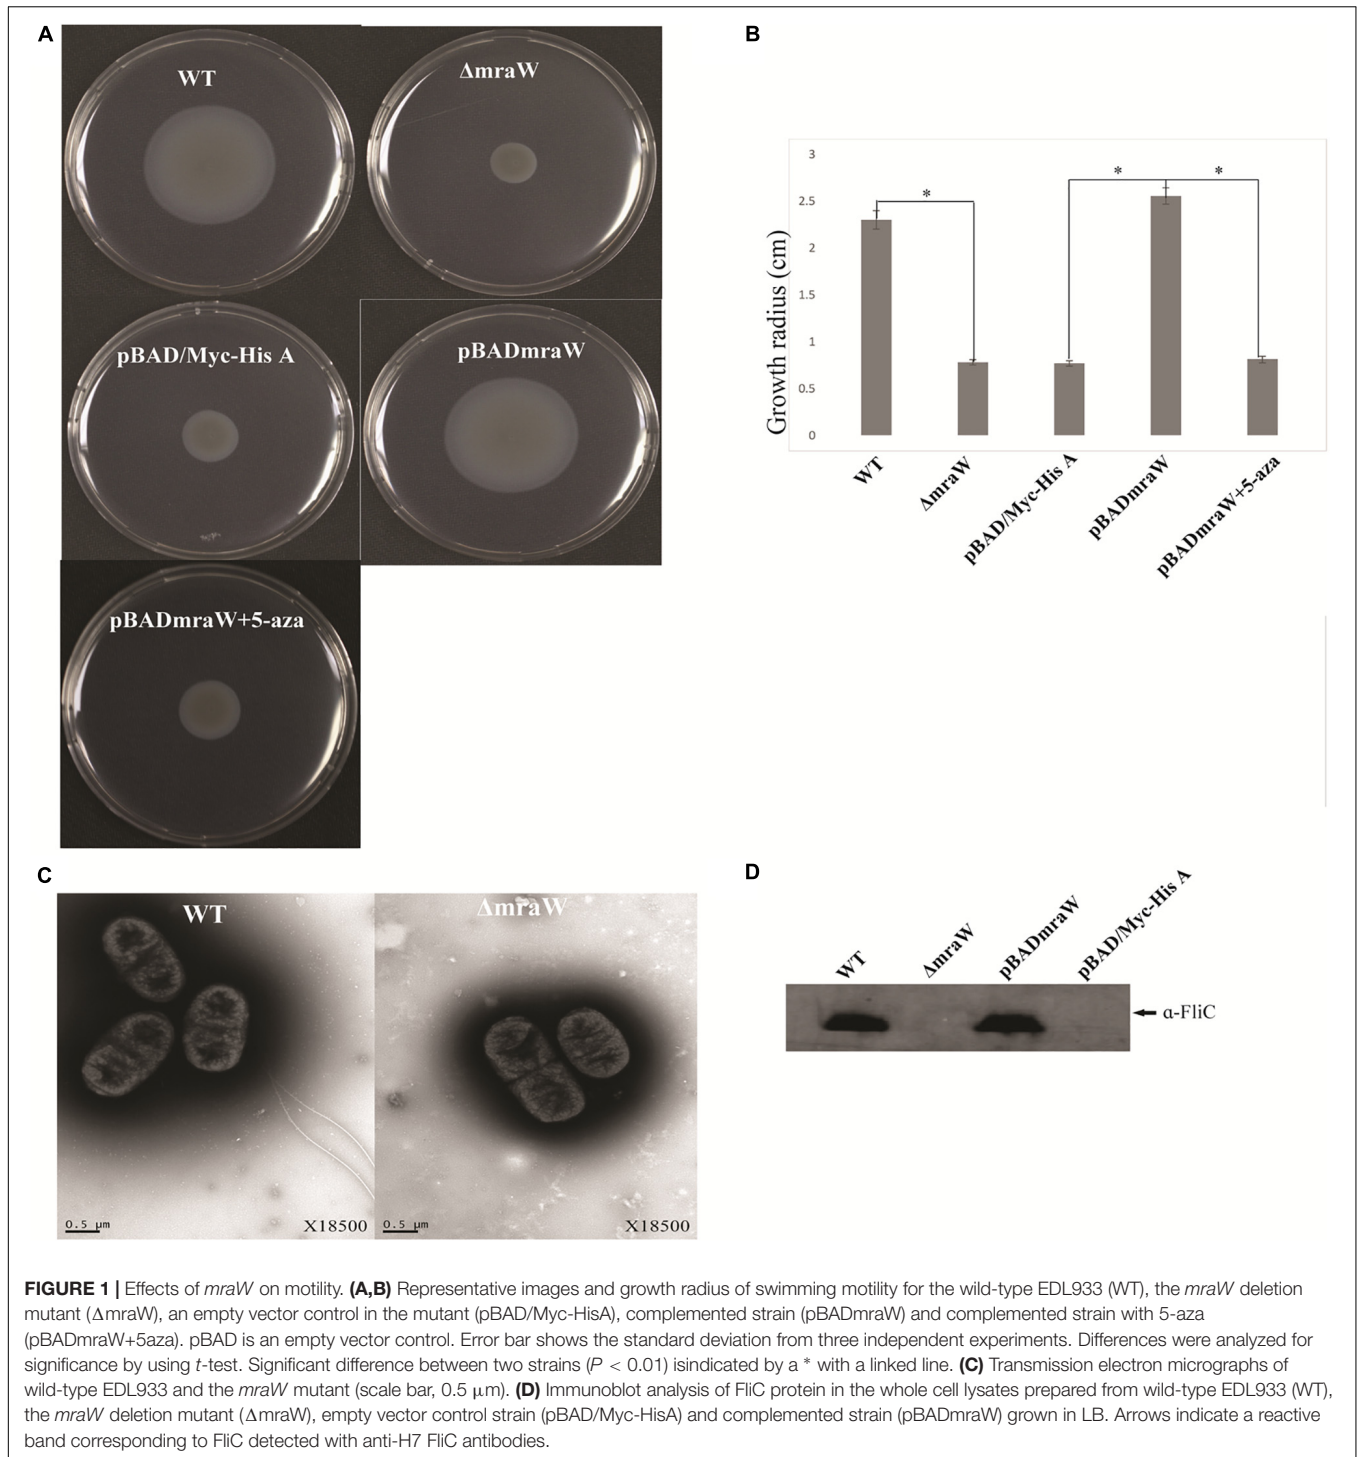 A
WT
ΔmraW
pBAD/Myc-His A
pBADmraW
pBADmraW+5-aza
B
Growth radius (cm)
3
2.5
2
1.5
1
0.5
0
*
*
*
WT
ΔmraW
pBAD/Myc-His A
pBADmraW
pBADmraW+5-aza
C
WT
ΔmraW
0.5 µm
X18500
0.5 µm
X18500
D
WT
ΔmraW
pBADmraW
pBAD/Myc-His A
α-FliC
FIGURE 1 | Effects of mraW on motility. (A,B) Representative images and growth radius of swimming motility for the wild-type EDL933 (WT), the mraW deletion
mutant (ΔmraW), an empty vector control in the mutant (pBAD/Myc-HisA), complemented strain (pBADmraW) and complemented strain with 5-aza
(pBADmraW+5aza). pBAD is an empty vector control. Error bar shows the standard deviation from three independent experiments. Differences were analyzed for
significance by using t-test. Significant difference between two strains (P < 0.01) isindicated by a * with a linked line. (C) Transmission electron micrographs of
wild-type EDL933 and the mraW mutant (scale bar, 0.5 μm). (D) Immunoblot analysis of FliC protein in the whole cell lysates prepared from wild-type EDL933 (WT),
the mraW deletion mutant (ΔmraW), empty vector control strain (pBAD/Myc-HisA) and complemented strain (pBADmraW) grown in LB. Arrows indicate a reactive
band corresponding to FliC detected with anti-H7 FliC antibodies.